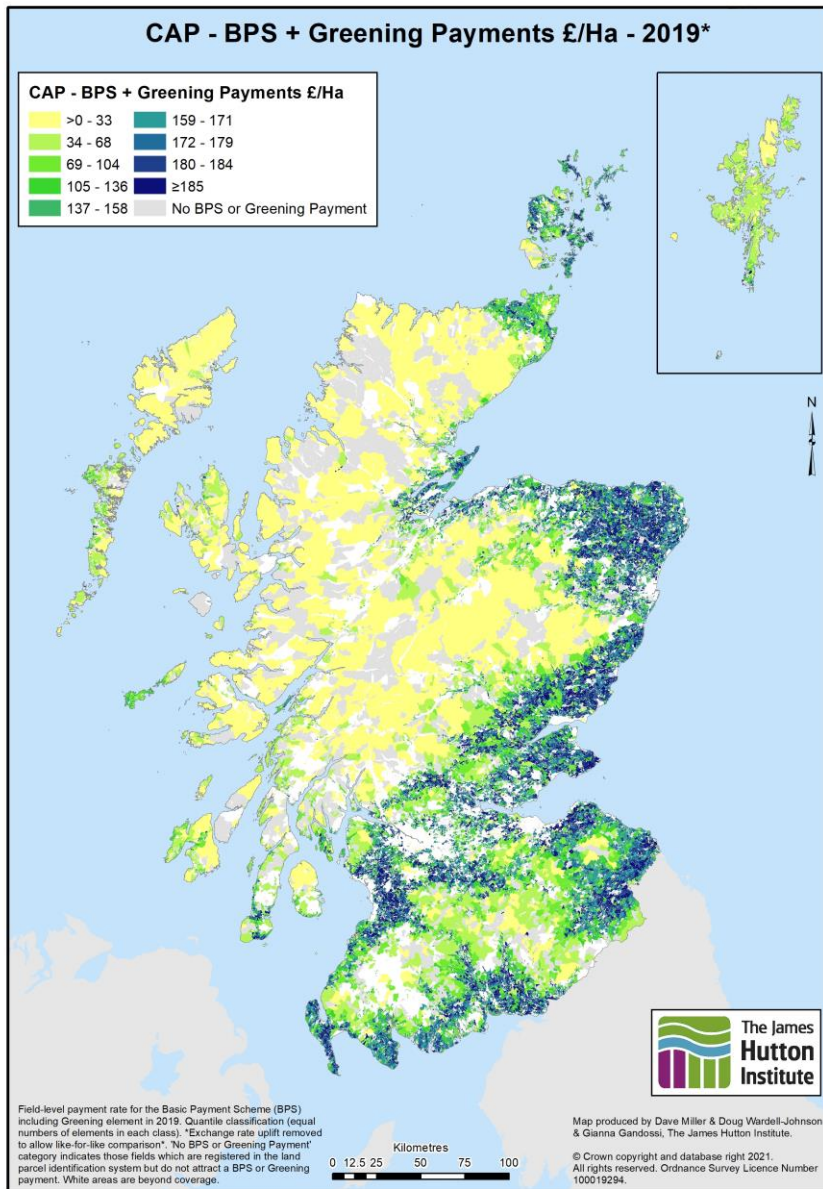 CAP - BPS + Greening Payments £/Ha - 2019*
CAP - BPS + Greening Payments £/Ha
>0 - 33
34 - 68
69 - 104
105 - 136
137 - 158
159 - 171
172 - 179
180 - 184
≥185
No BPS or Greening Payment
N
The James
Hutton
Institute
Field-level payment rate for the Basic Payment Scheme (BPS)
including Greening element in 2019. Quantile classification (equal
numbers of elements in each class). *Exchange rate uplift removed
to allow like-for-like comparison*. 'No BPS or Greening Payment'
category indicates those fields which are registered in the land
parcel identification system but do not attract a BPS or Greening
payment. White areas are beyond coverage.
Kilometres
0 12.5 25 50 75 100
Map produced by Dave Miller & Doug Wardell-Johnson
& Gianna Gandossi, The James Hutton Institute.
© Crown copyright and database right 2021.
All rights reserved. Ordnance Survey Licence Number
100019294.